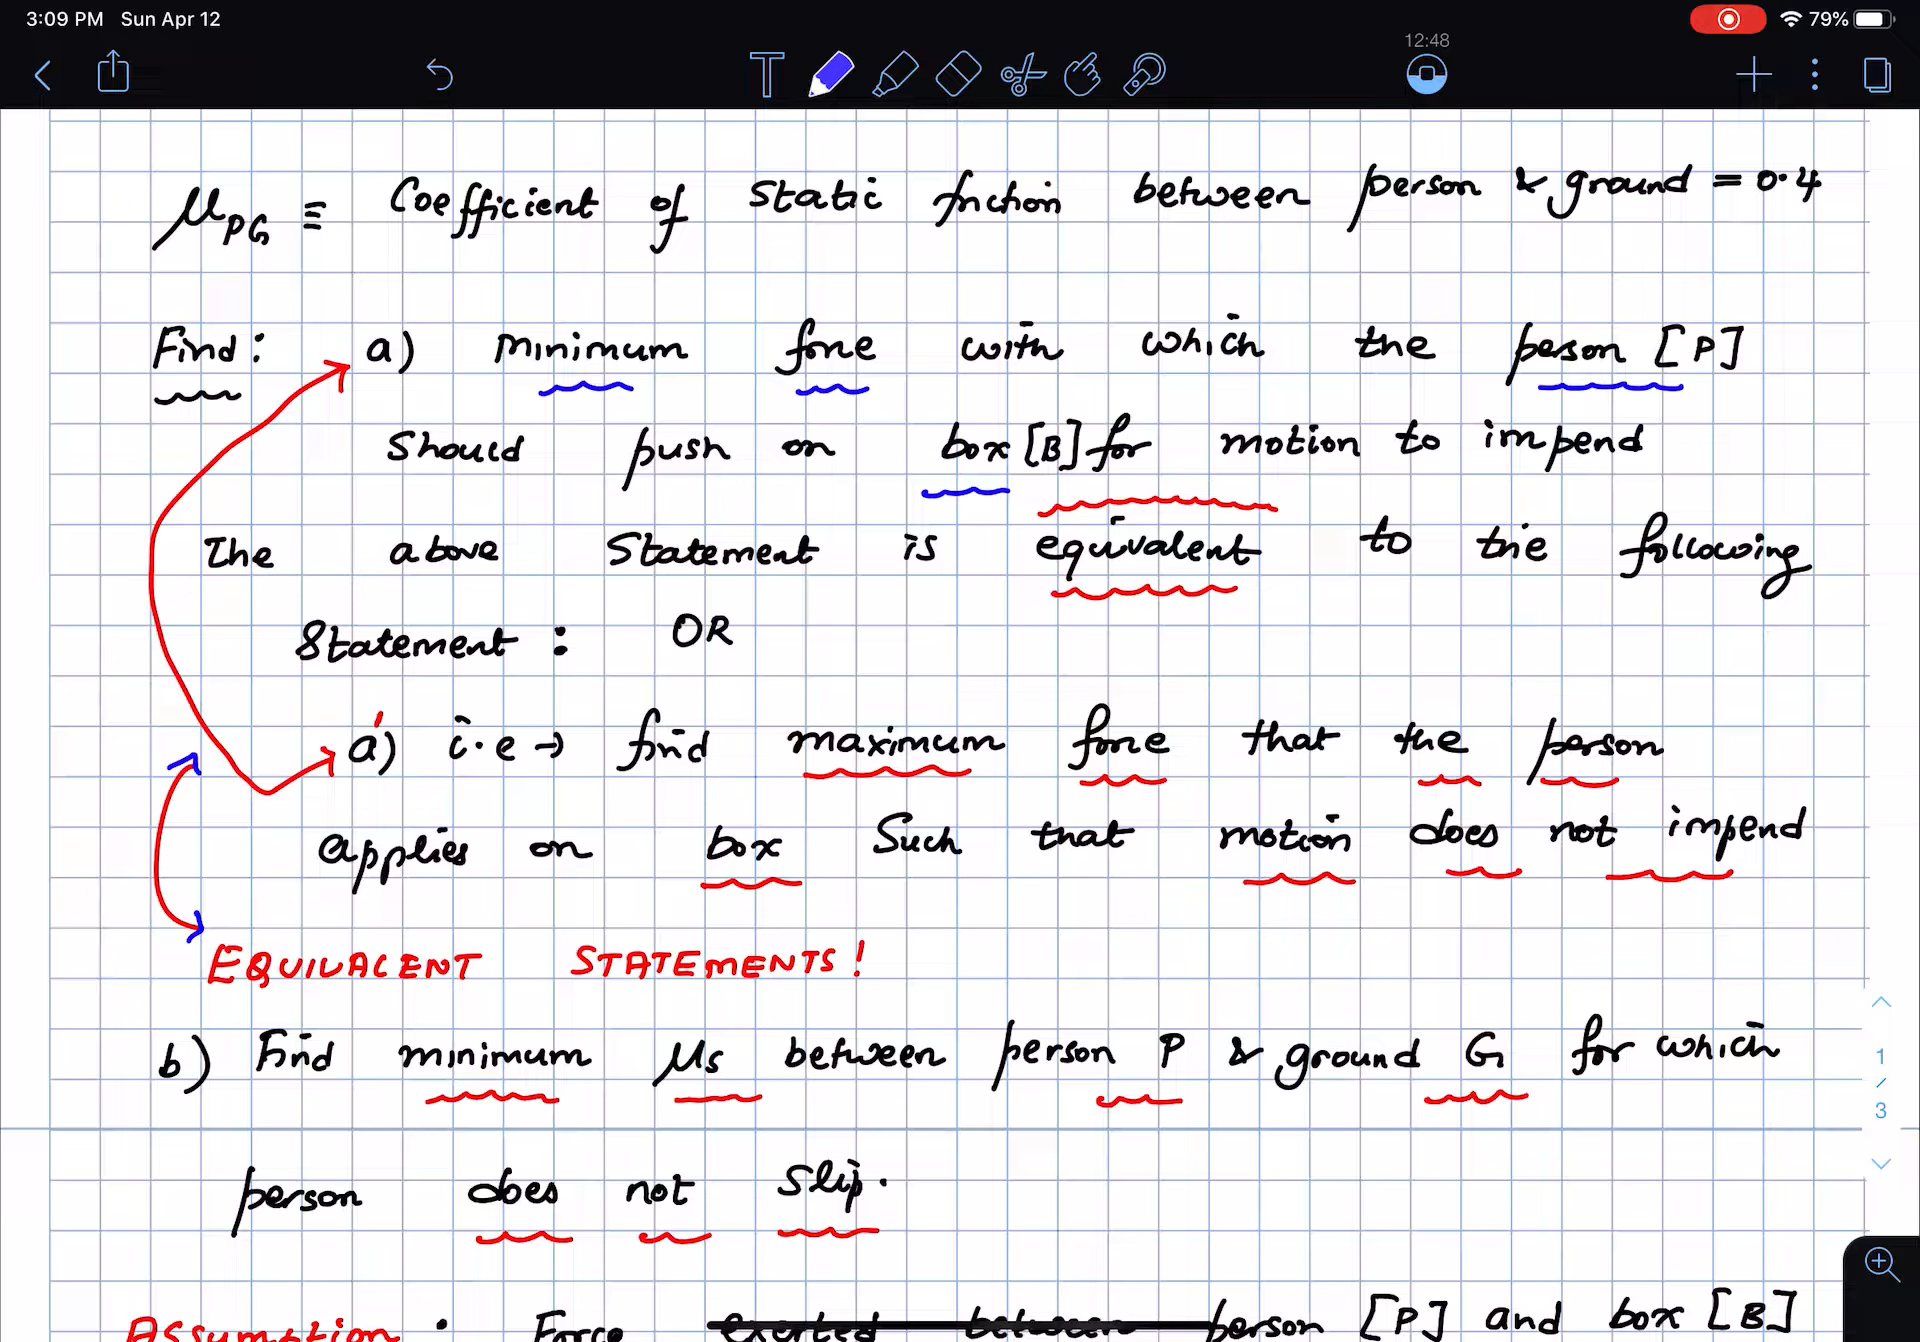 3:09 PM Sun Apr 12 79%
12:48
μPG ≡ Coefficient of static friction between person & ground = 0.4
Find: a) minimum force with which the person [P]
should push on box [B] for motion to impend
The above statement is equivalent to the following
statement : OR
a') i.e → find maximum force that the person
applies on box such that motion does not impend
EQUIVALENT STATEMENTS!
b) Find minimum μs between person P & ground G for which
1
/
3
person does not slip.
Assumption : Force exerted between person [P] and box [B]